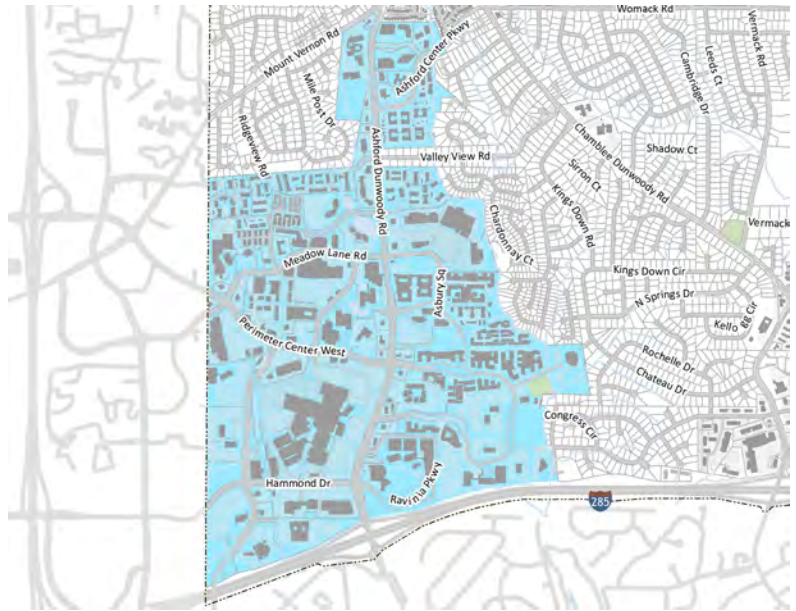 Womack Rd
Mount Vernon Rd
Ashford Center Pkwy
Leeds Ct
Vermack Rd
Cambridge Dr
Mile Post Dr
Ridgeview Rd
Ashford Dunwoody Rd
Valley View Rd
Chamblee Dunwoody Rd
Shadow Ct
Sirron Ct
Kings Down Rd
Chardonnay Ct
Vermack
Meadow Lane Rd
Asbury Sq
Kings Down Cir
N Springs Dr
Kellogg Cir
Perimeter Center West
Rochelle Dr
Chateau Dr
Congress Cir
Hammond Dr
Ravinia Pkwy
285